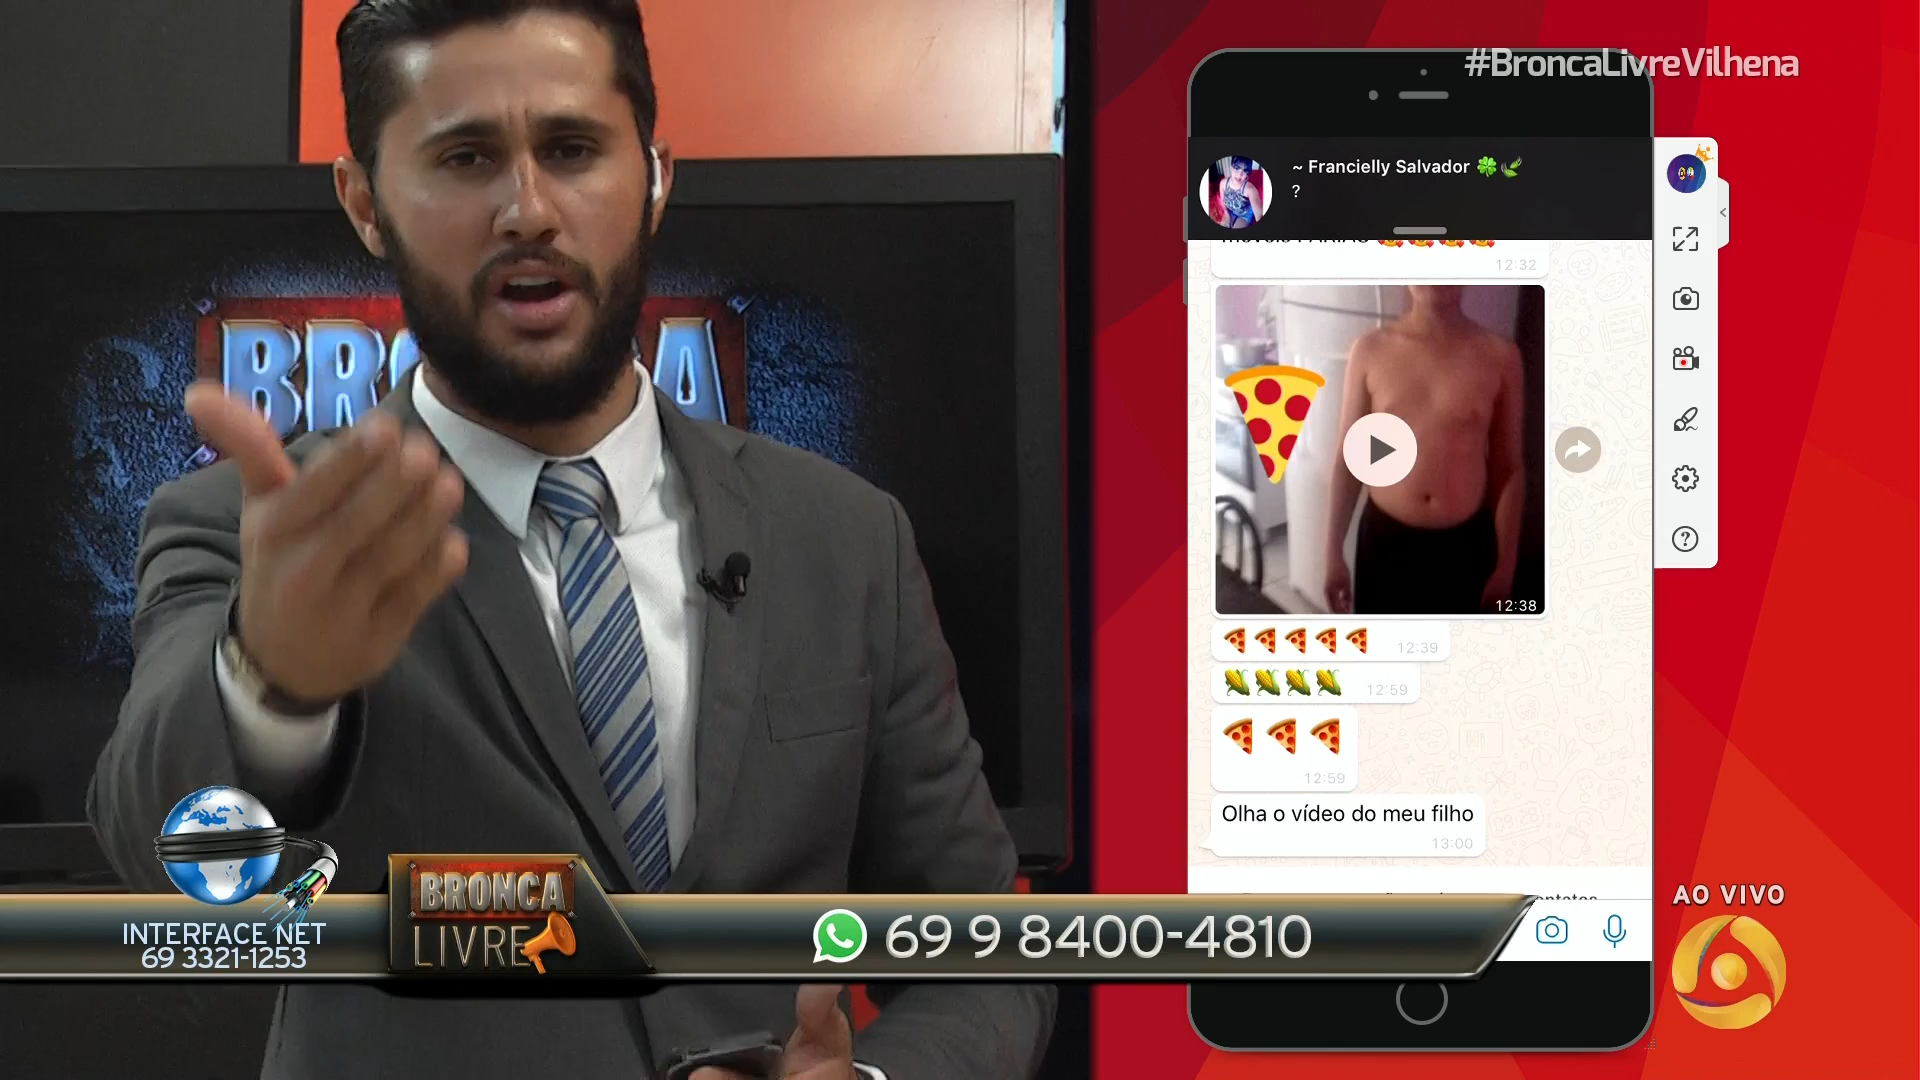 #BroncaLivreVilhena
~ Francielly Salvador
?
12:32
12:38
12:39
12:59
12:59
Olha o vídeo do meu filho
13:00
BRONCA
INTERFACE NET
69 3321-1253
BRONCA
LIVRE
69 9 8400-4810
AO VIVO